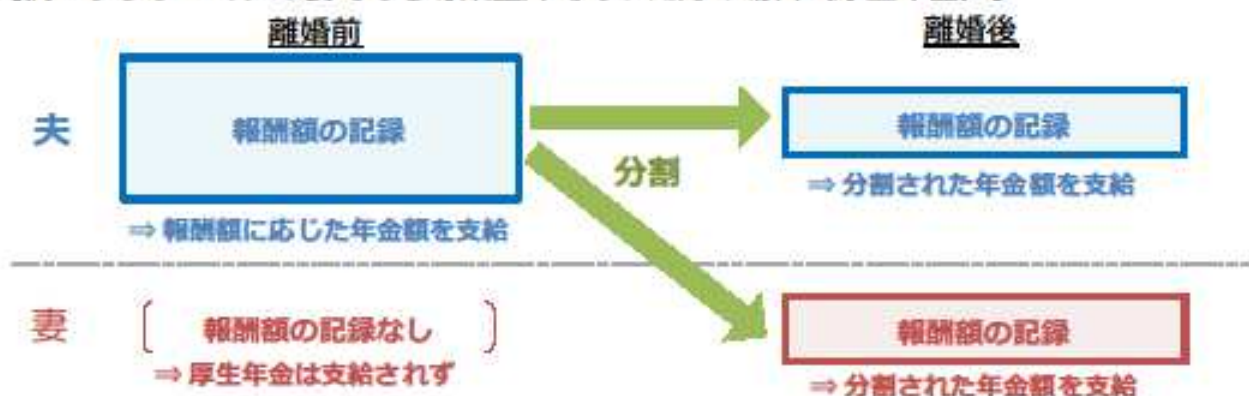 離婚前
離婚後
夫
報酬額の記録
⇒ 報酬額に応じた年金額を支給
分割
報酬額の記録
⇒ 分割された年金額を支給
妻
報酬額の記録なし
⇒ 厚生年金は支給されず
報酬額の記録
⇒ 分割された年金額を支給